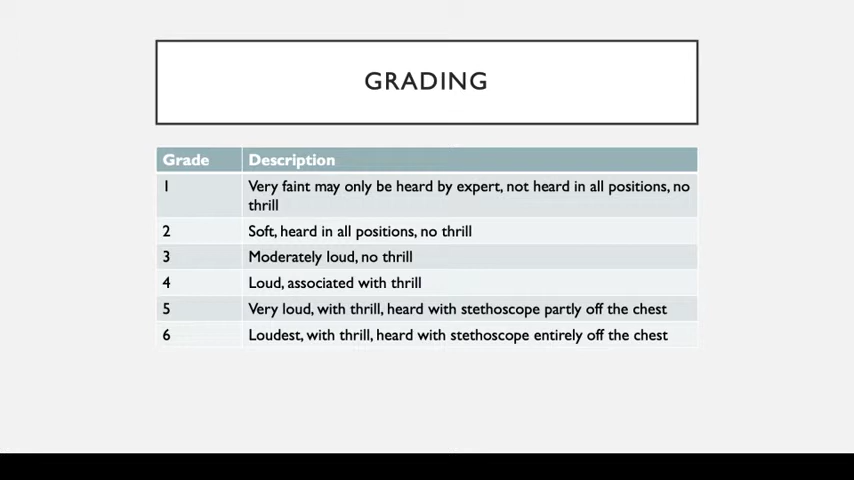 GRADING
Grade Description
1 Very faint may only be heard by expert, not heard in all positions, no
thrill
2 Soft, heard in all positions, no thrill
3 Moderately loud, no thrill
4 Loud, associated with thrill
5 Very loud, with thrill, heard with stethoscope partly off the chest
6 Loudest, with thrill, heard with stethoscope entirely off the chest